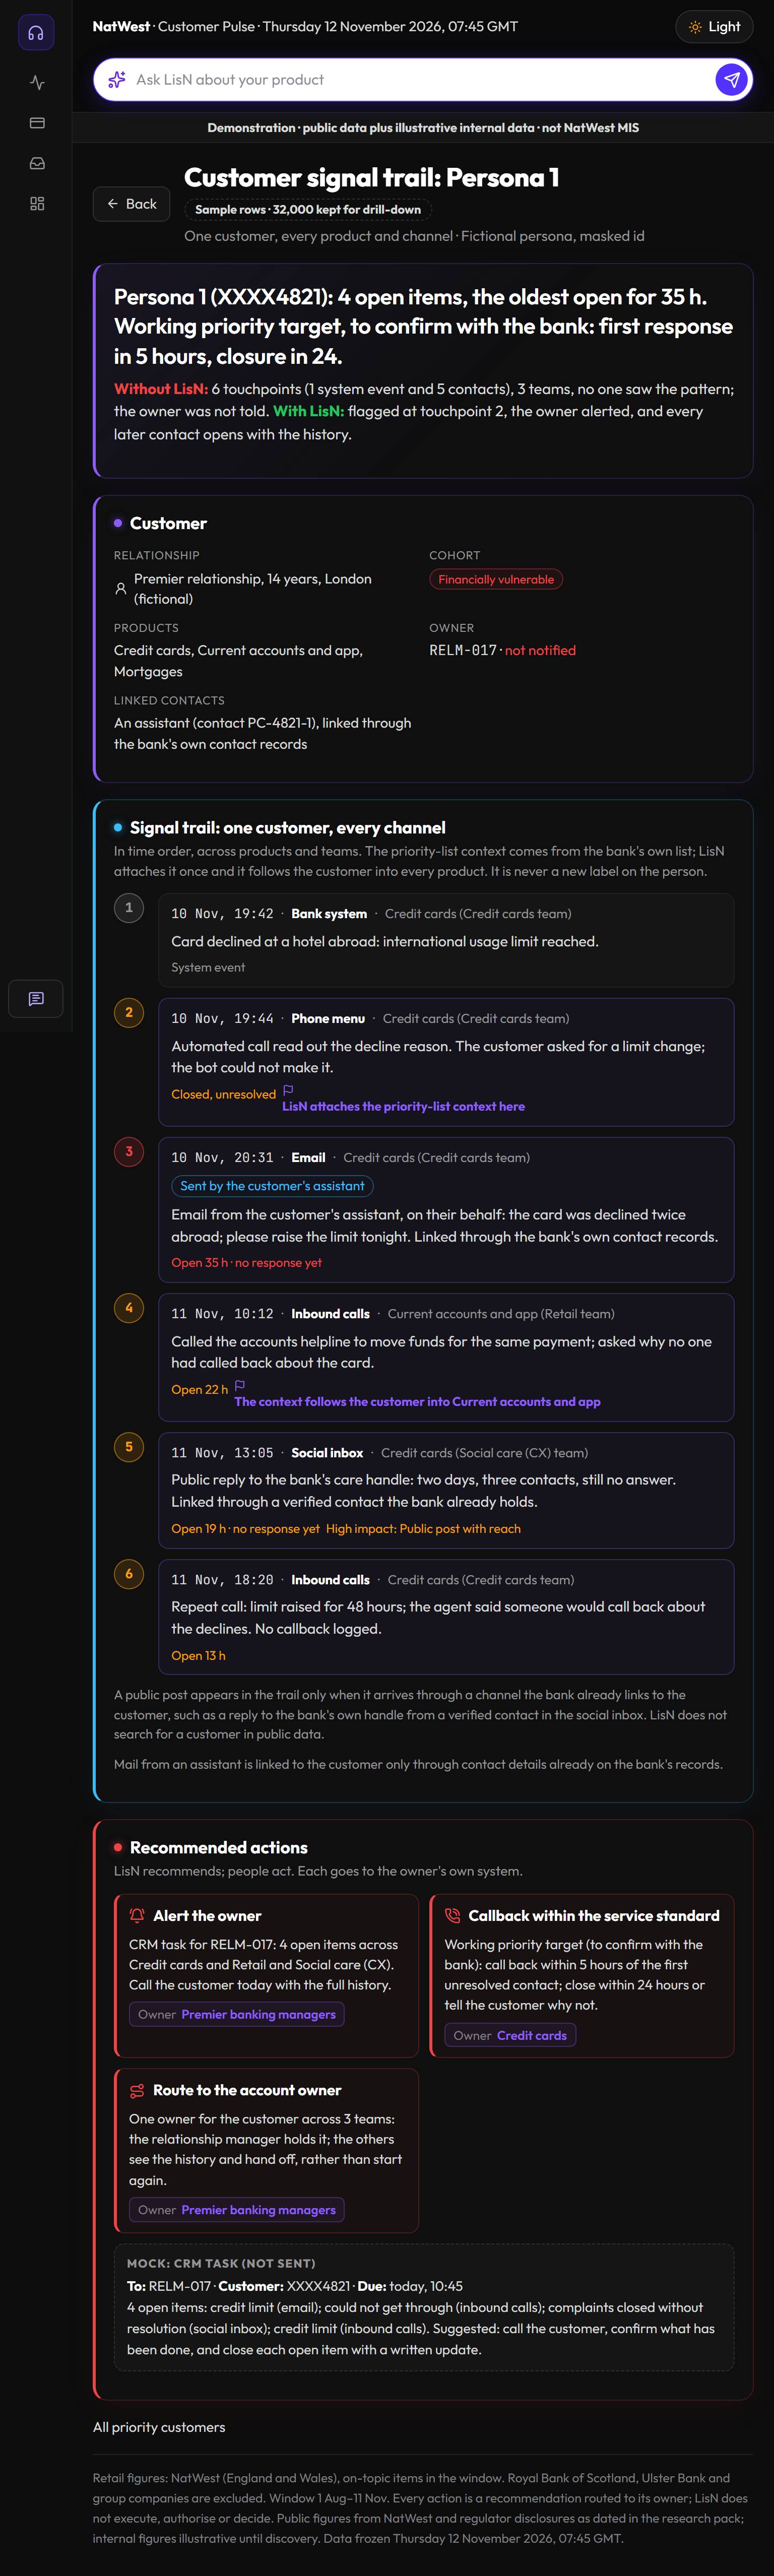 NatWest · Customer Pulse · Thursday 12 November 2026, 07:45 GMT
Light
Ask LisN about your product
Demonstration · public data plus illustrative internal data · not NatWest MIS
Back
Customer signal trail: Persona 1
Sample rows · 32,000 kept for drill-down
One customer, every product and channel · Fictional persona, masked id
Persona 1 (XXXX4821): 4 open items, the oldest open for 35 h.
Working priority target, to confirm with the bank: first response
in 5 hours, closure in 24.
Without LisN: 6 touchpoints (1 system event and 5 contacts), 3 teams, no one saw the pattern;
the owner was not told. With LisN: flagged at touchpoint 2, the owner alerted, and every
later contact opens with the history.
Customer
RELATIONSHIP
Premier relationship, 14 years, London
(fictional)
COHORT
Financially vulnerable
PRODUCTS
Credit cards, Current accounts and app,
Mortgages
OWNER
RELM-017 · not notified
LINKED CONTACTS
An assistant (contact PC-4821-1), linked through
the bank's own contact records
Signal trail: one customer, every channel
In time order, across products and teams. The priority-list context comes from the bank's own list; LisN
attaches it once and it follows the customer into every product. It is never a new label on the person.
1
10 Nov, 19:42 · Bank system · Credit cards (Credit cards team)
Card declined at a hotel abroad: international usage limit reached.
System event
2
10 Nov, 19:44 · Phone menu · Credit cards (Credit cards team)
Automated call read out the decline reason. The customer asked for a limit change;
the bot could not make it.
Closed, unresolved
LisN attaches the priority-list context here
3
10 Nov, 20:31 · Email · Credit cards (Credit cards team)
Sent by the customer's assistant
Email from the customer's assistant, on their behalf: the card was declined twice
abroad; please raise the limit tonight. Linked through the bank's own contact records.
Open 35 h · no response yet
4
11 Nov, 10:12 · Inbound calls · Current accounts and app (Retail team)
Called the accounts helpline to move funds for the same payment; asked why no one
had called back about the card.
Open 22 h
The context follows the customer into Current accounts and app
5
11 Nov, 13:05 · Social inbox · Credit cards (Social care (CX) team)
Public reply to the bank's care handle: two days, three contacts, still no answer.
Linked through a verified contact the bank already holds.
Open 19 h · no response yet High impact: Public post with reach
6
11 Nov, 18:20 · Inbound calls · Credit cards (Credit cards team)
Repeat call: limit raised for 48 hours; the agent said someone would call back about
the declines. No callback logged.
Open 13 h
A public post appears in the trail only when it arrives through a channel the bank already links to the
customer, such as a reply to the bank's own handle from a verified contact in the social inbox. LisN does not
search for a customer in public data.
Mail from an assistant is linked to the customer only through contact details already on the bank's records.
Recommended actions
LisN recommends; people act. Each goes to the owner's own system.
Alert the owner
CRM task for RELM-017: 4 open items across
Credit cards and Retail and Social care (CX).
Call the customer today with the full history.
Owner Premier banking managers
Callback within the service standard
Working priority target (to confirm with the
bank): call back within 5 hours of the first
unresolved contact; close within 24 hours or
tell the customer why not.
Owner Credit cards
Route to the account owner
One owner for the customer across 3 teams:
the relationship manager holds it; the others
see the history and hand off, rather than start
again.
Owner Premier banking managers
MOCK: CRM TASK (NOT SENT)
To: RELM-017 · Customer: XXXX4821 · Due: today, 10:45
4 open items: credit limit (email); could not get through (inbound calls); complaints closed without
resolution (social inbox); credit limit (inbound calls). Suggested: call the customer, confirm what has
been done, and close each open item with a written update.
All priority customers
Retail figures: NatWest (England and Wales), on-topic items in the window. Royal Bank of Scotland, Ulster Bank and
group companies are excluded. Window 1 Aug–11 Nov. Every action is a recommendation routed to its owner; LisN does
not execute, authorise or decide. Public figures from NatWest and regulator disclosures as dated in the research pack;
internal figures illustrative until discovery. Data frozen Thursday 12 November 2026, 07:45 GMT.